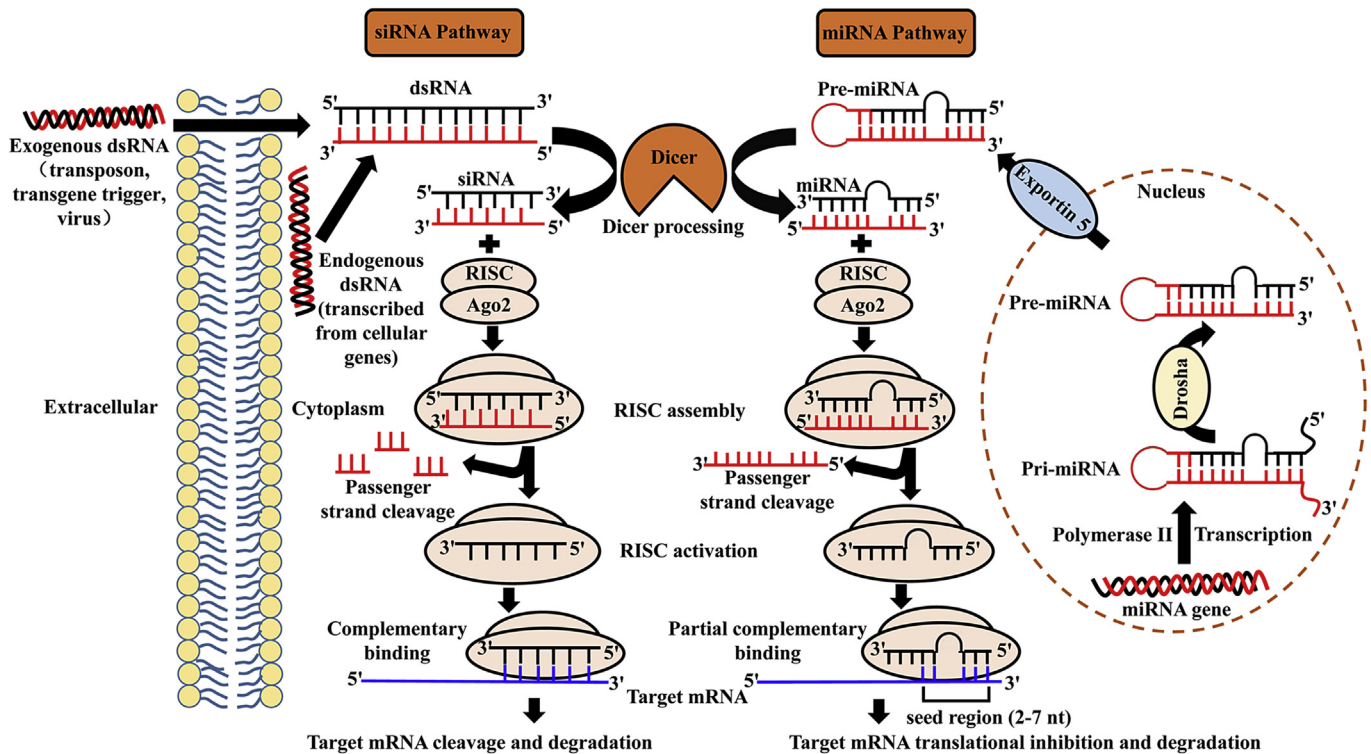 siRNA Pathway
miRNA Pathway
dsRNA
5'
3'
3'
5'
Exogenous dsRNA
（transposon,
transgene trigger,
virus）
Pre-miRNA
5'
3'
Dicer
Dicer processing
siRNA
5'
3'
3'
5'
miRNA
3'
5'
5'
3'
Exportin 5
Nucleus
Endogenous
dsRNA
(transcribed
from cellular
genes)
RISC
Ago2
RISC
Ago2
Pre-miRNA
5'
3'
Drosha
Extracellular
Cytoplasm
5'
3'
3'
5'
RISC assembly
3'
5'
5'
3'
Pri-miRNA
5'
3'
Passenger
strand cleavage
3'
5'
Passenger
strand cleavage
Polymerase II
Transcription
miRNA gene
3'
5'
RISC activation
3'
5'
Complementary
binding
3'
5'
5'
3'
Target mRNA
Partial complementary
binding
3'
5'
5'
3'
seed region (2-7 nt)
Target mRNA cleavage and degradation
Target mRNA translational inhibition and degradation